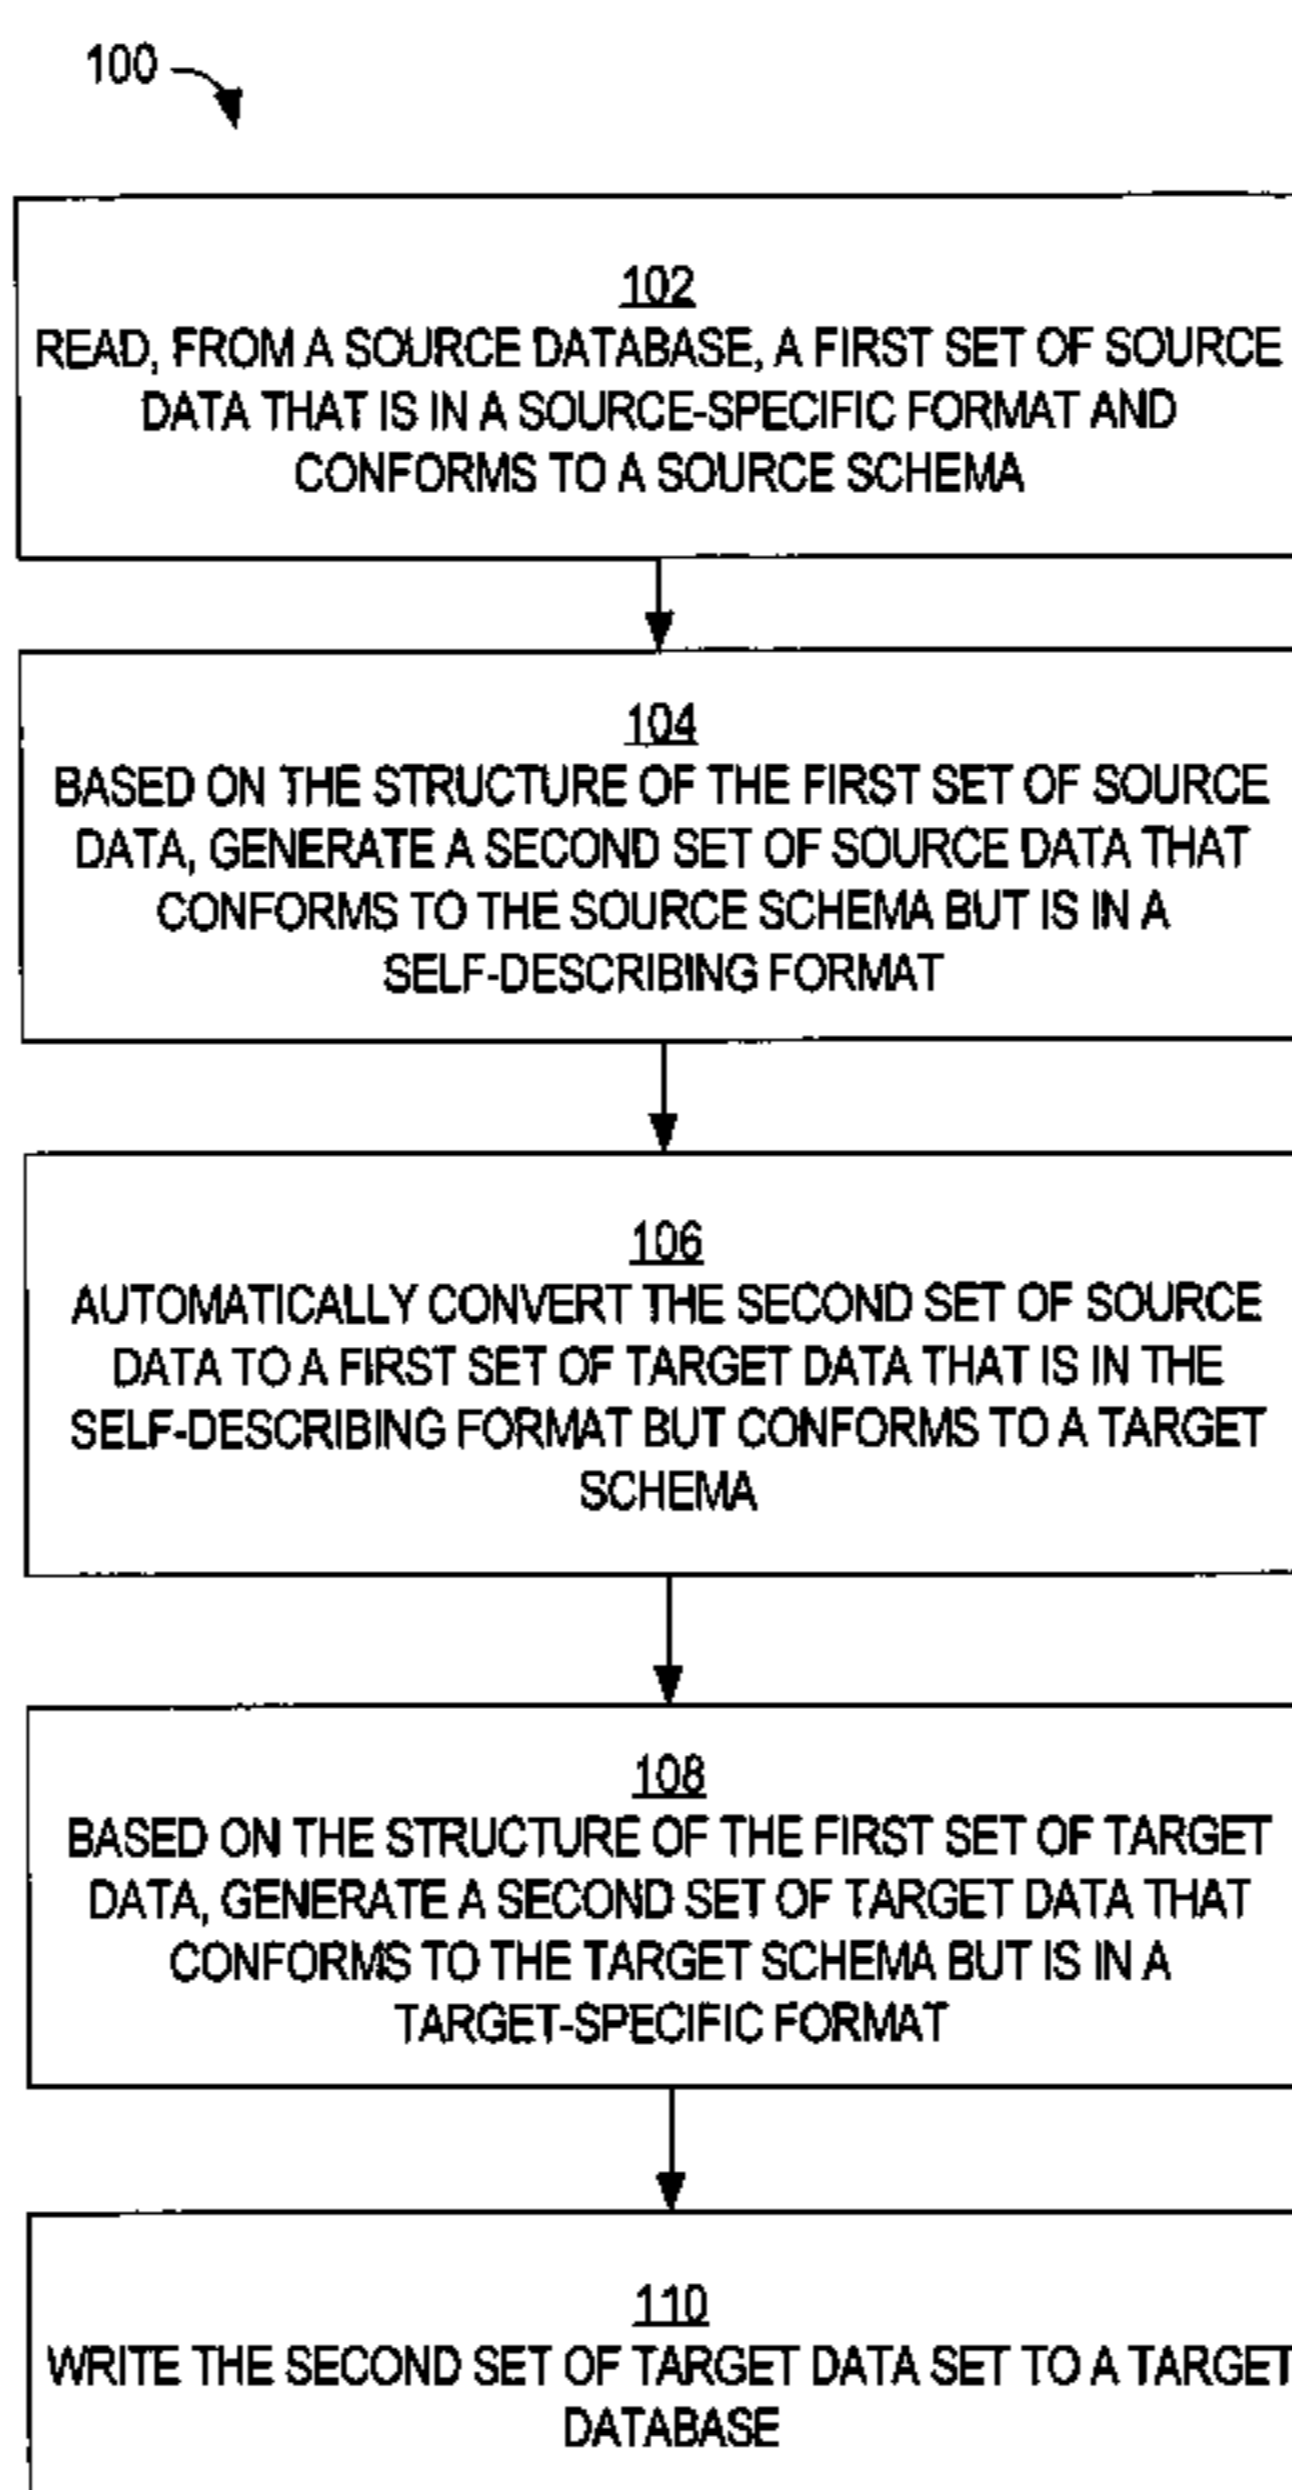 100
102
READ, FROM A SOURCE DATABASE, A FIRST SET OF SOURCE
DATA THAT IS IN A SOURCE-SPECIFIC FORMAT AND
CONFORMS TO A SOURCE SCHEMA
104
BASED ON THE STRUCTURE OF THE FIRST SET OF SOURCE
DATA, GENERATE A SECOND SET OF SOURCE DATA THAT
CONFORMS TO THE SOURCE SCHEMA BUT IS IN A
SELF-DESCRIBING FORMAT
106
AUTOMATICALLY CONVERT THE SECOND SET OF SOURCE
DATA TO A FIRST SET OF TARGET DATA THAT IS IN THE
SELF-DESCRIBING FORMAT BUT CONFORMS TO A TARGET
SCHEMA
108
BASED ON THE STRUCTURE OF THE FIRST SET OF TARGET
DATA, GENERATE A SECOND SET OF TARGET DATA THAT
CONFORMS TO THE TARGET SCHEMA BUT IS IN A
TARGET-SPECIFIC FORMAT
110
WRITE THE SECOND SET OF TARGET DATA SET TO A TARGET
DATABASE